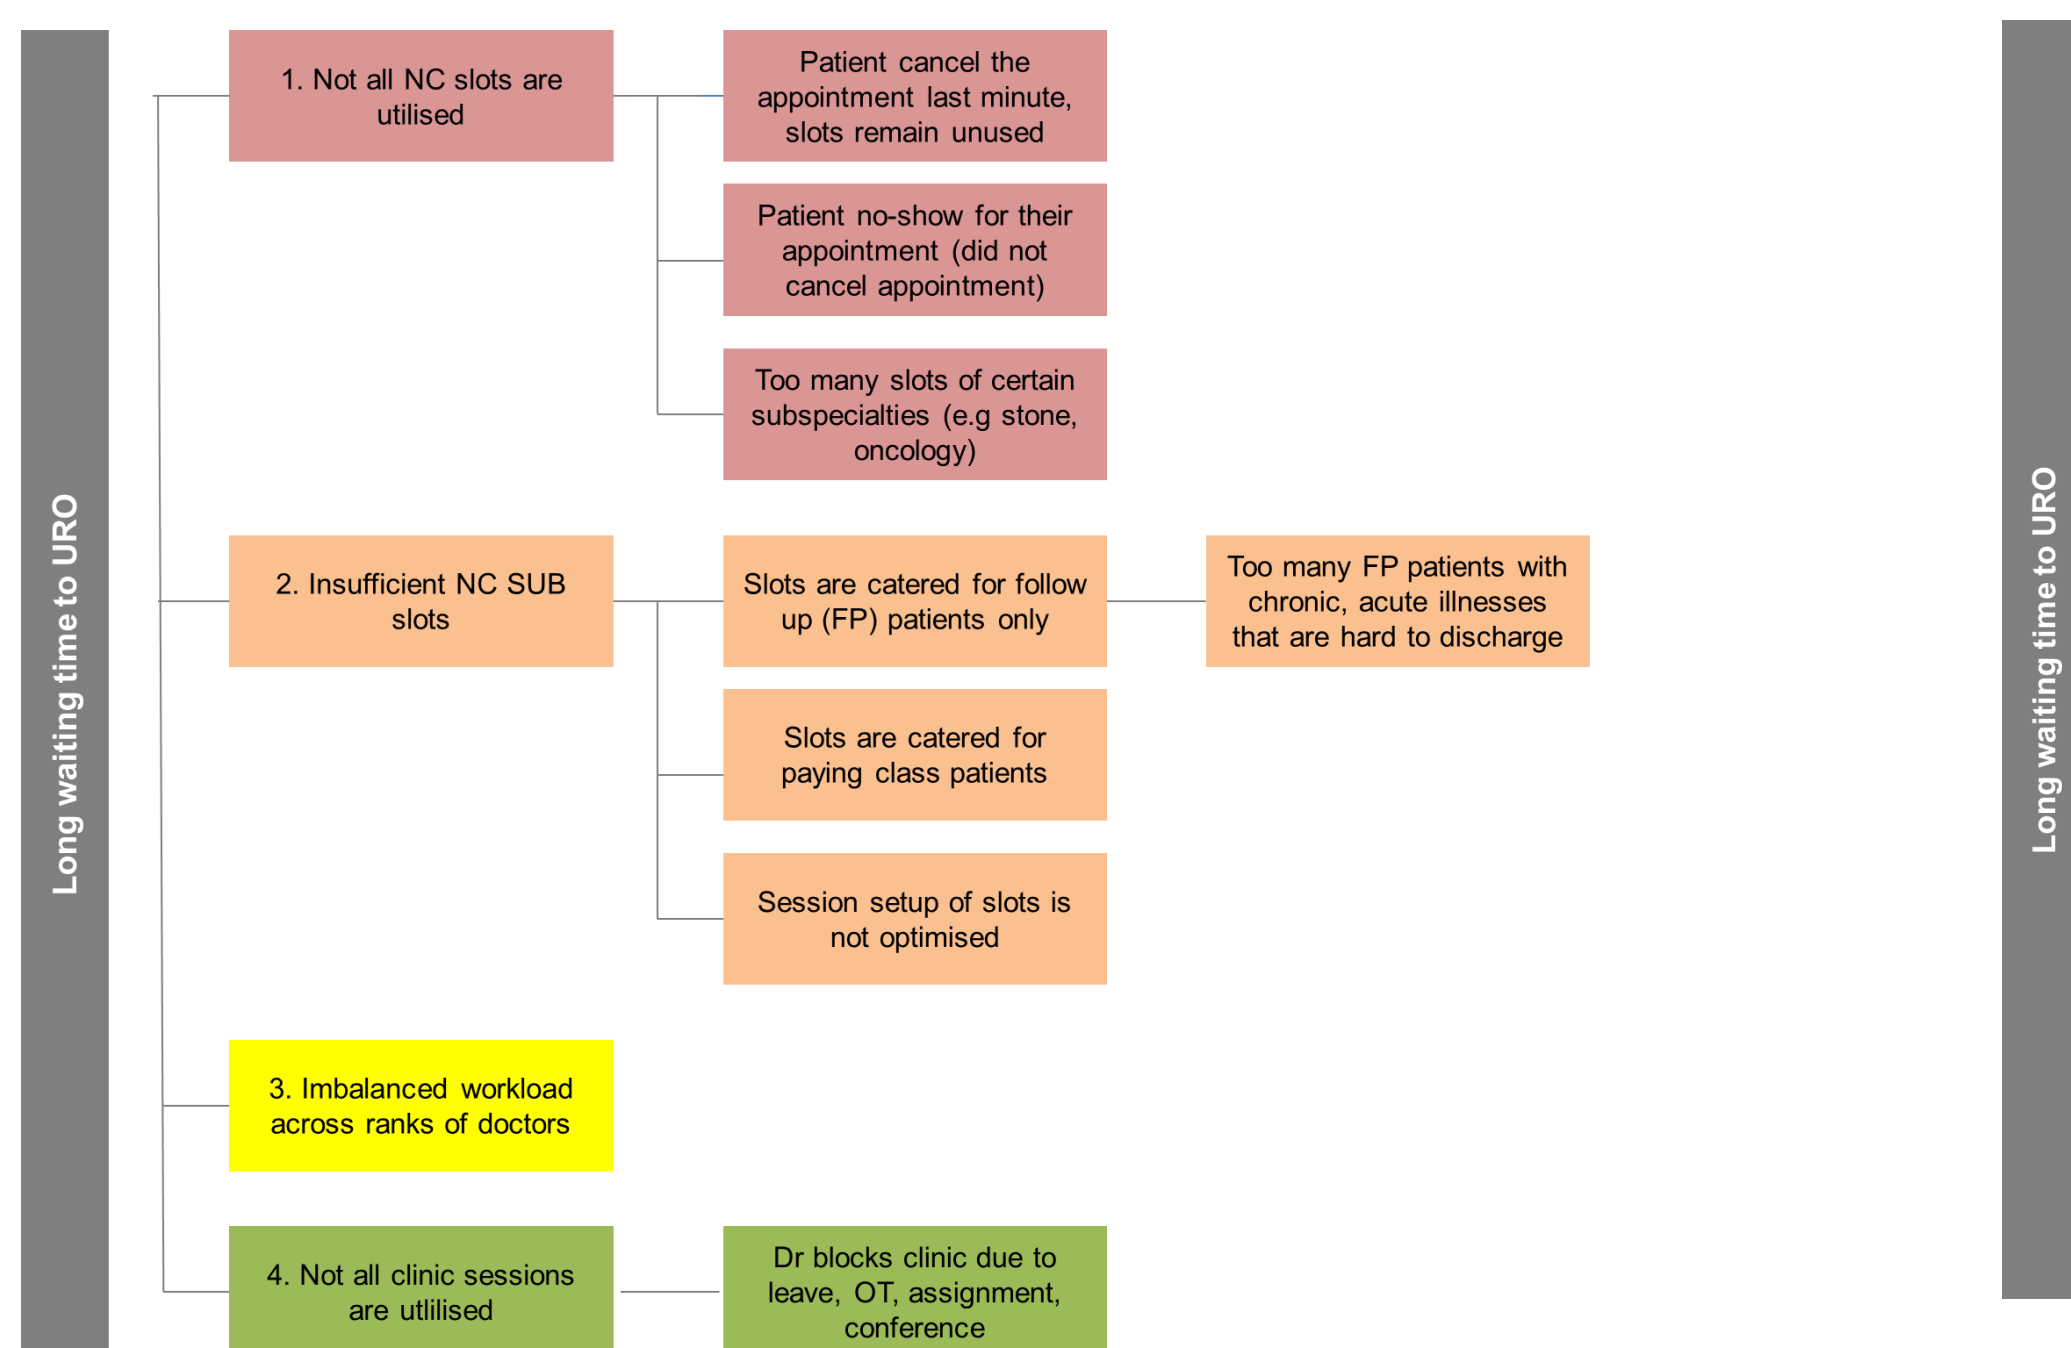 Long waiting time to URO
1. Not all NC slots are
utilised
Patient cancel the
appointment last minute,
slots remain unused
Patient no-show for their
appointment (did not
cancel appointment)
Too many slots of certain
subspecialties (e.g stone,
oncology)
2. Insufficient NC SUB
slots
Slots are catered for follow
up (FP) patients only
Too many FP patients with
chronic, acute illnesses
that are hard to discharge
Slots are catered for
paying class patients
Session setup of slots is
not optimised
3. Imbalanced workload
across ranks of doctors
4. Not all clinic sessions
are utlilised
Dr blocks clinic due to
leave, OT, assignment,
conference
Long waiting time to URO